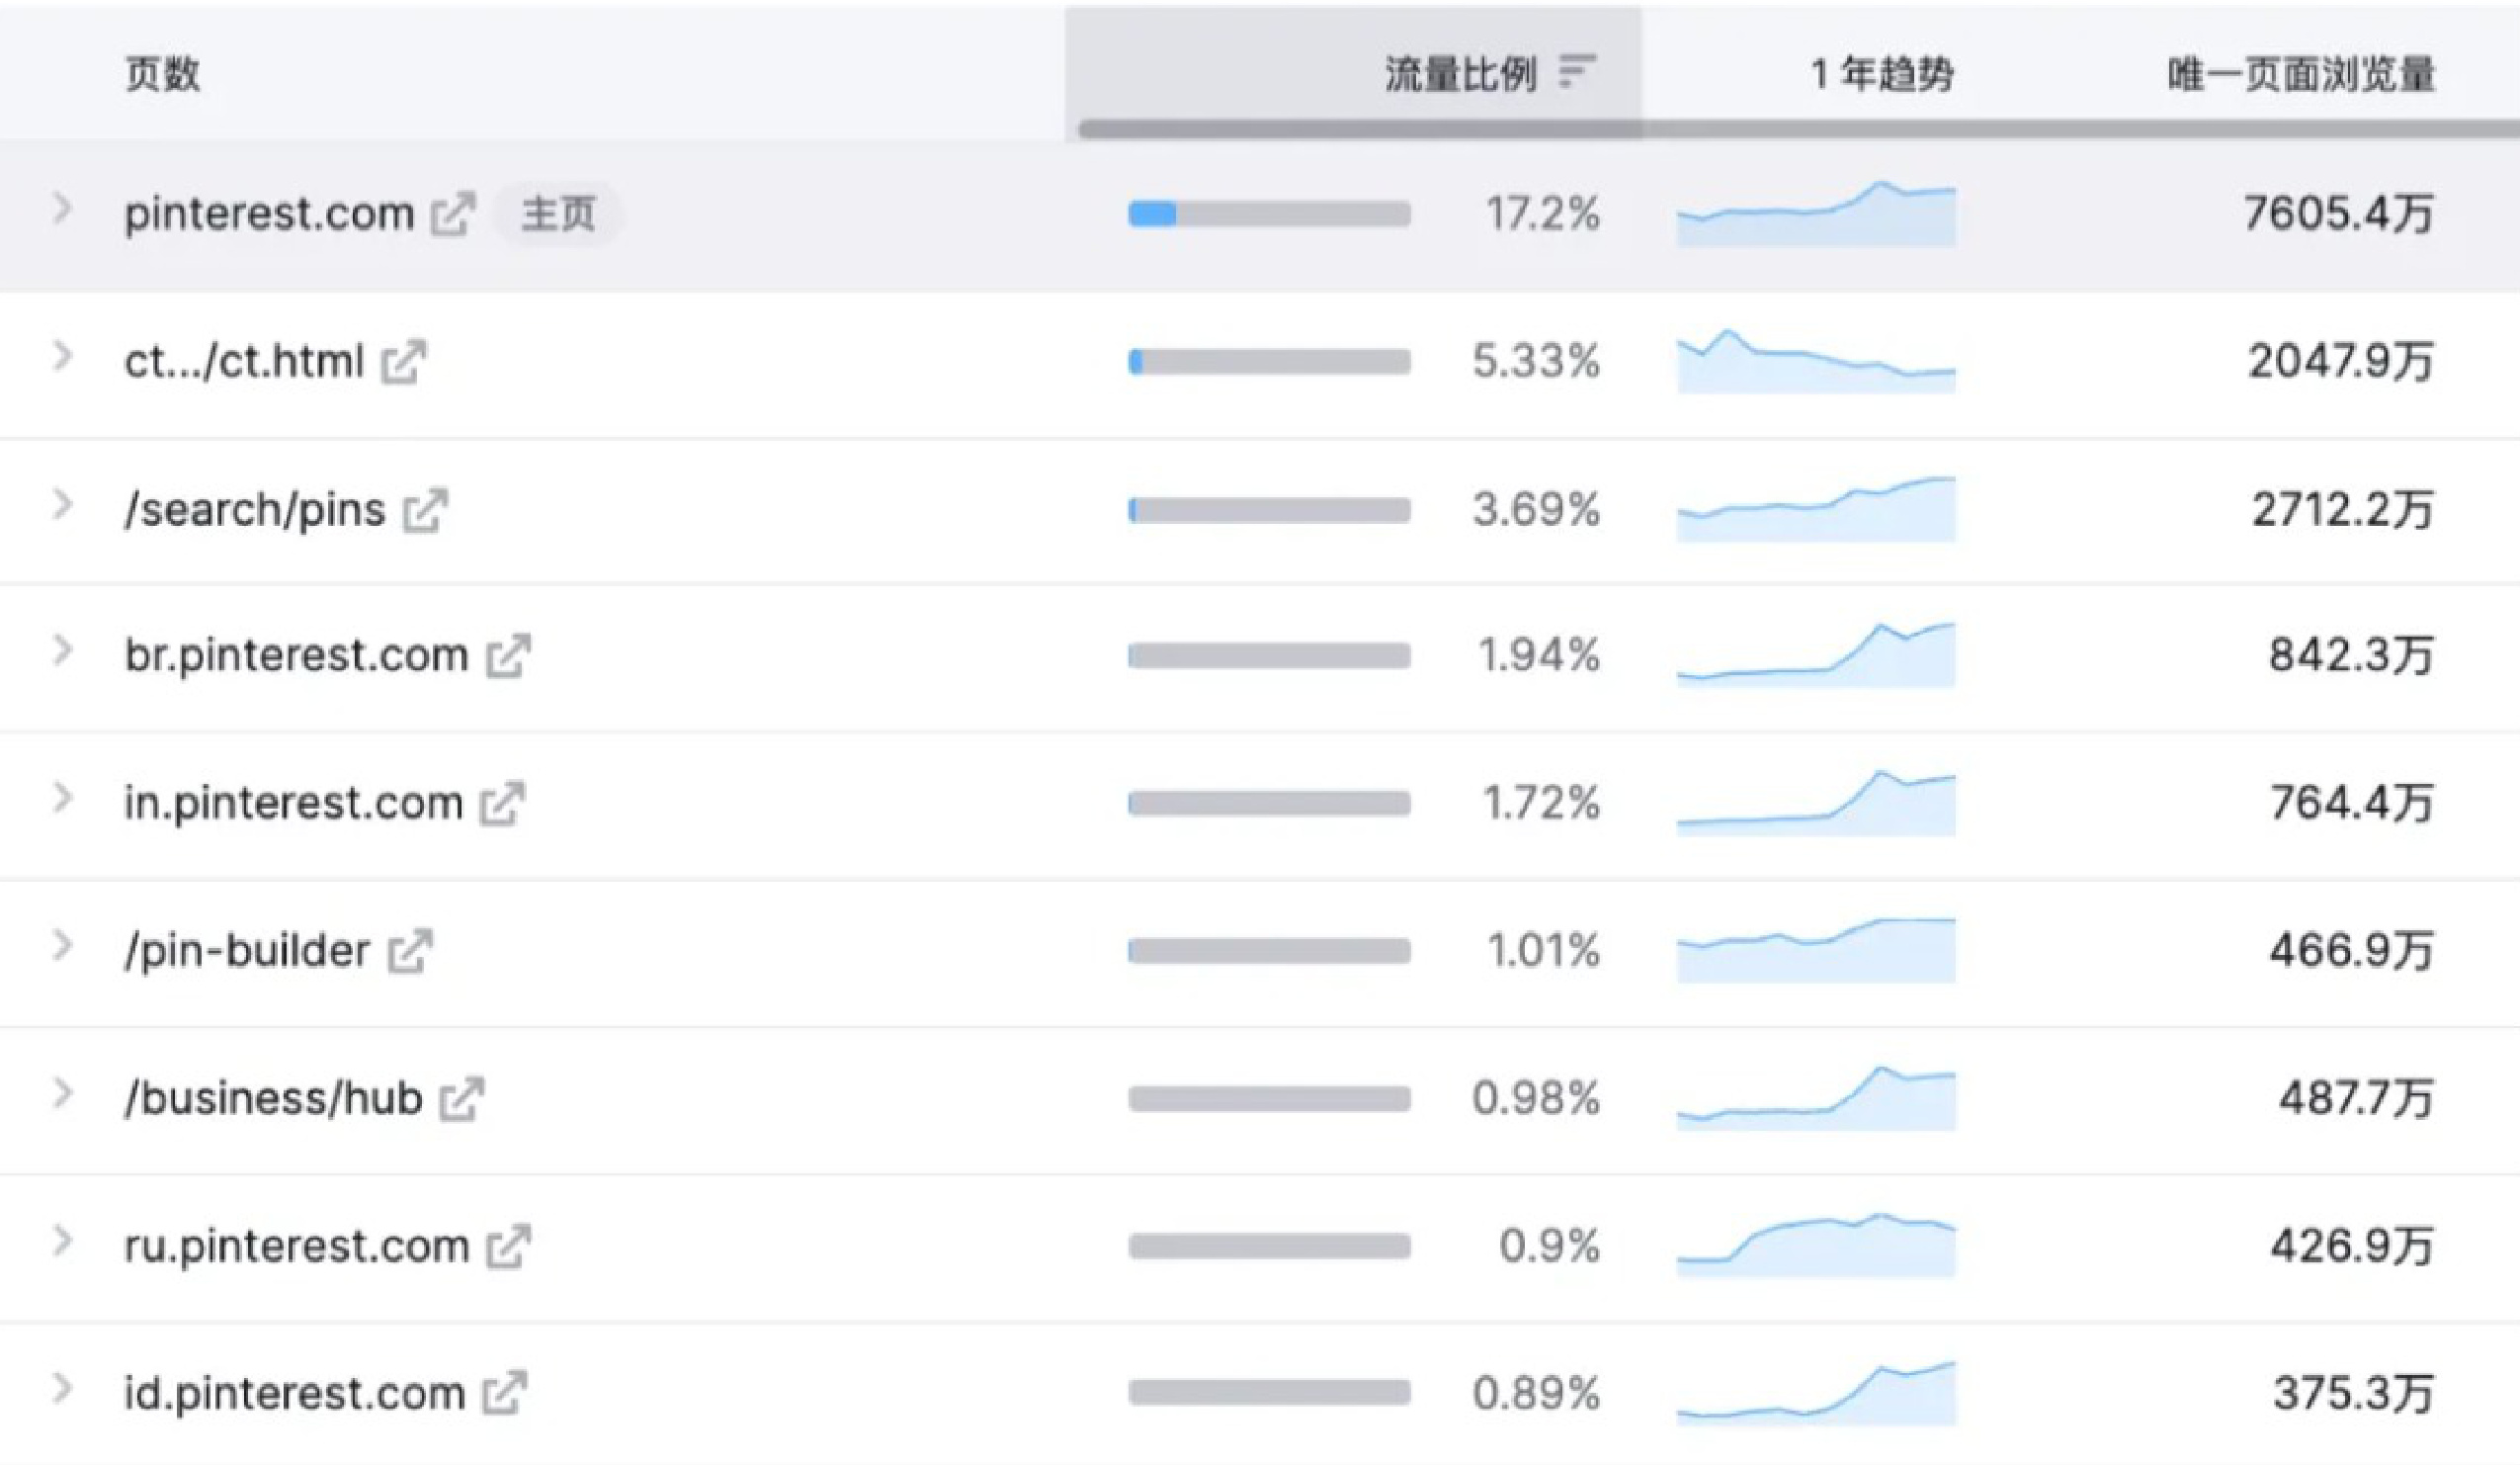 页数 流量比例 1 年趋势 唯一页面浏览量
pinterest.com 主页 17.2% 7605.4万
ct.../ct.html 5.33% 2047.9万
/search/pins 3.69% 2712.2万
br.pinterest.com 1.94% 842.3万
in.pinterest.com 1.72% 764.4万
/pin-builder 1.01% 466.9万
/business/hub 0.98% 487.7万
ru.pinterest.com 0.9% 426.9万
id.pinterest.com 0.89% 375.3万